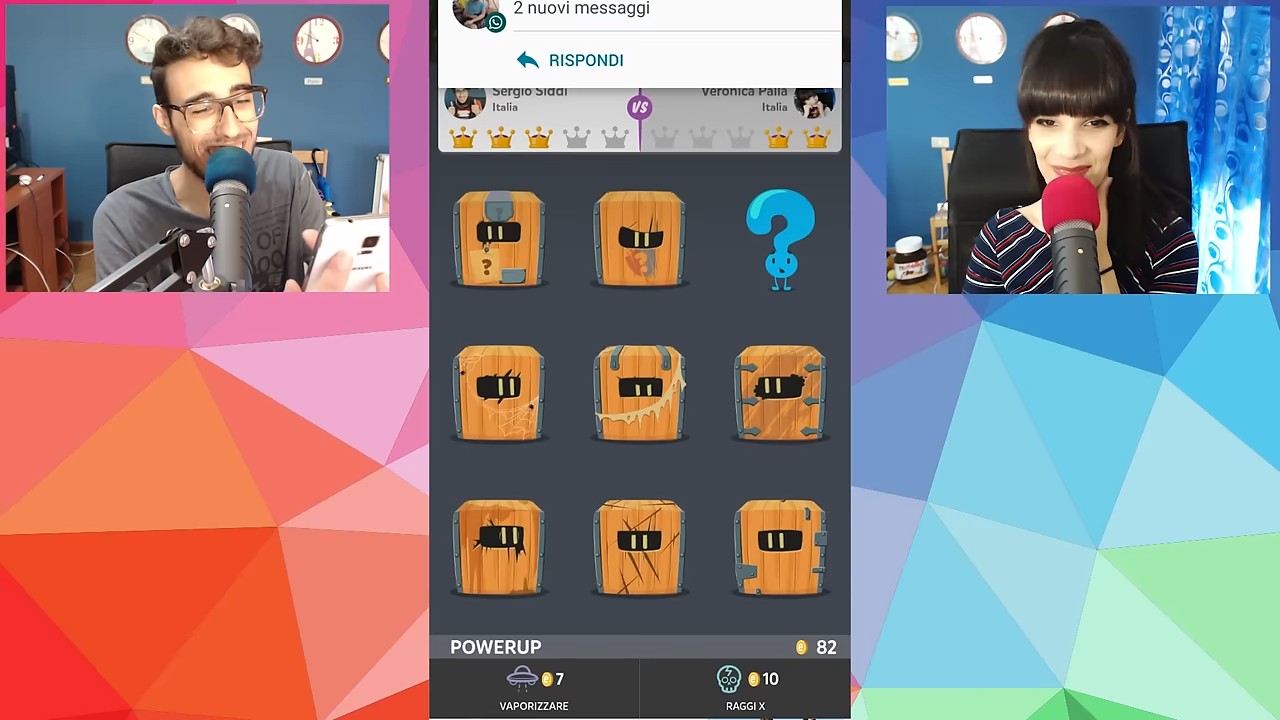 2 nuovi messaggi
RISPONDI
Sergio Siddi
Italia
VS
Veronica Palla
Italia
?
POWERUP
82
7
VAPORIZZARE
10
RAGGI X